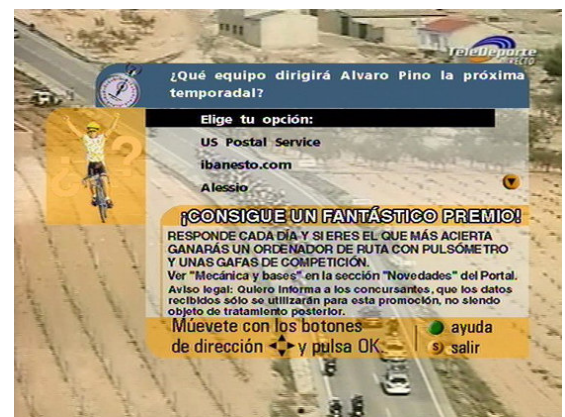 TeleDeporte
DIRECTO
¿Qué equipo dirigirá Alvaro Pino la próxima
temporadal?
Elige tu opción:
US Postal Service
ibanesto.com
Alessio
¡CONSIGUE UN FANTÁSTICO PREMIO!
RESPONDE CADA DÍA Y SI ERES EL QUE MÁS ACIERTA
GANARÁS UN ORDENADOR DE RUTA CON PULSÓMETRO
Y UNAS GAFAS DE COMPETICIÓN.
Ver "Mecánica y bases" en la sección "Novedades" del Portal.
Aviso legal: Quiero informa a los concursantes, que los datos
recibidos sólo se utilizarán para esta promoción, no siendo
objeto de tratamiento posterior.
Múevete con los botones
de dirección y pulsa OK.
ayuda
S salir